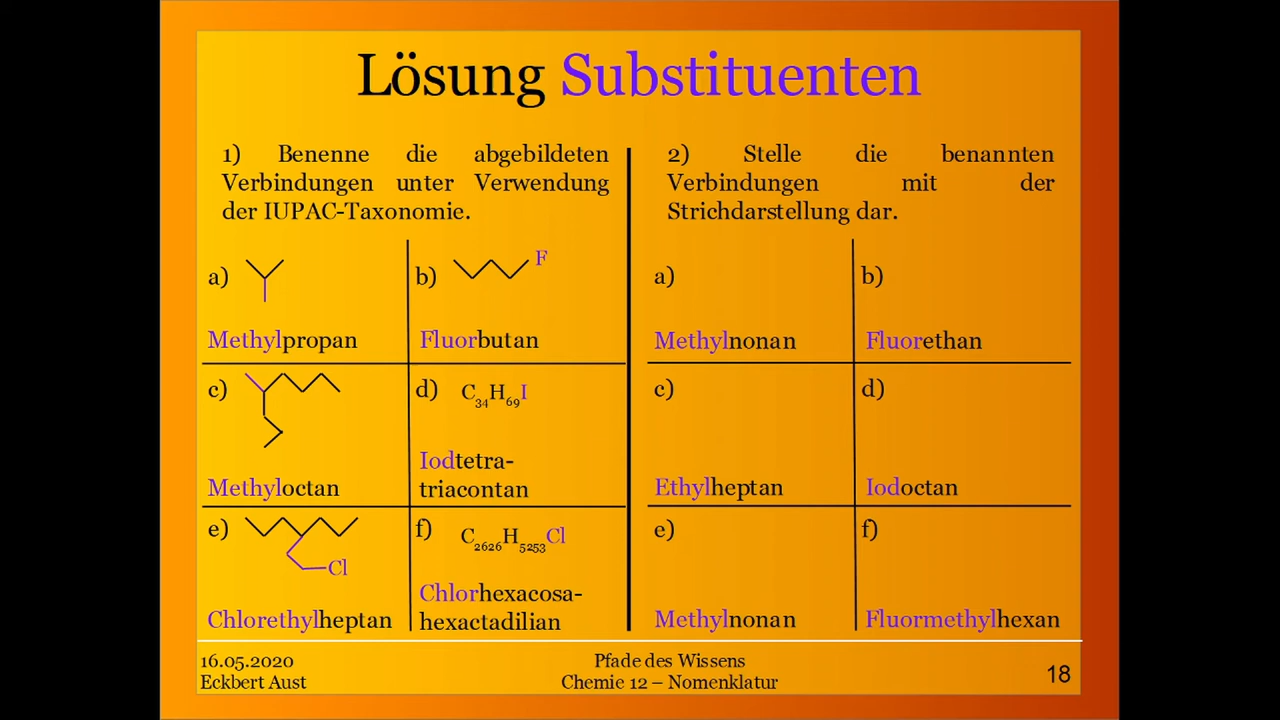 Lösung Substituenten
1) Benenne die abgebildeten
Verbindungen unter Verwendung
der IUPAC-Taxonomie.
a)
Methylpropan
b)
F
Fluorbutan
c)
Methyloctan
d) C₃₄H₆₉I
Iodtetra-
triacontan
e)
Cl
Chlorethylheptan
f) C₂₆₂₆H₅₂₅₃Cl
Chlorhexacosa-
hexactadilian
2) Stelle die benannten
Verbindungen mit der
Strichdarstellung dar.
a)
Methylnonan
b)
Fluorethan
c)
Ethylheptan
d)
Iodoctan
e)
Methylnonan
f)
Fluormethylhexan
16.05.2020
Eckbert Aust
Pfade des Wissens
Chemie 12 – Nomenklatur
18